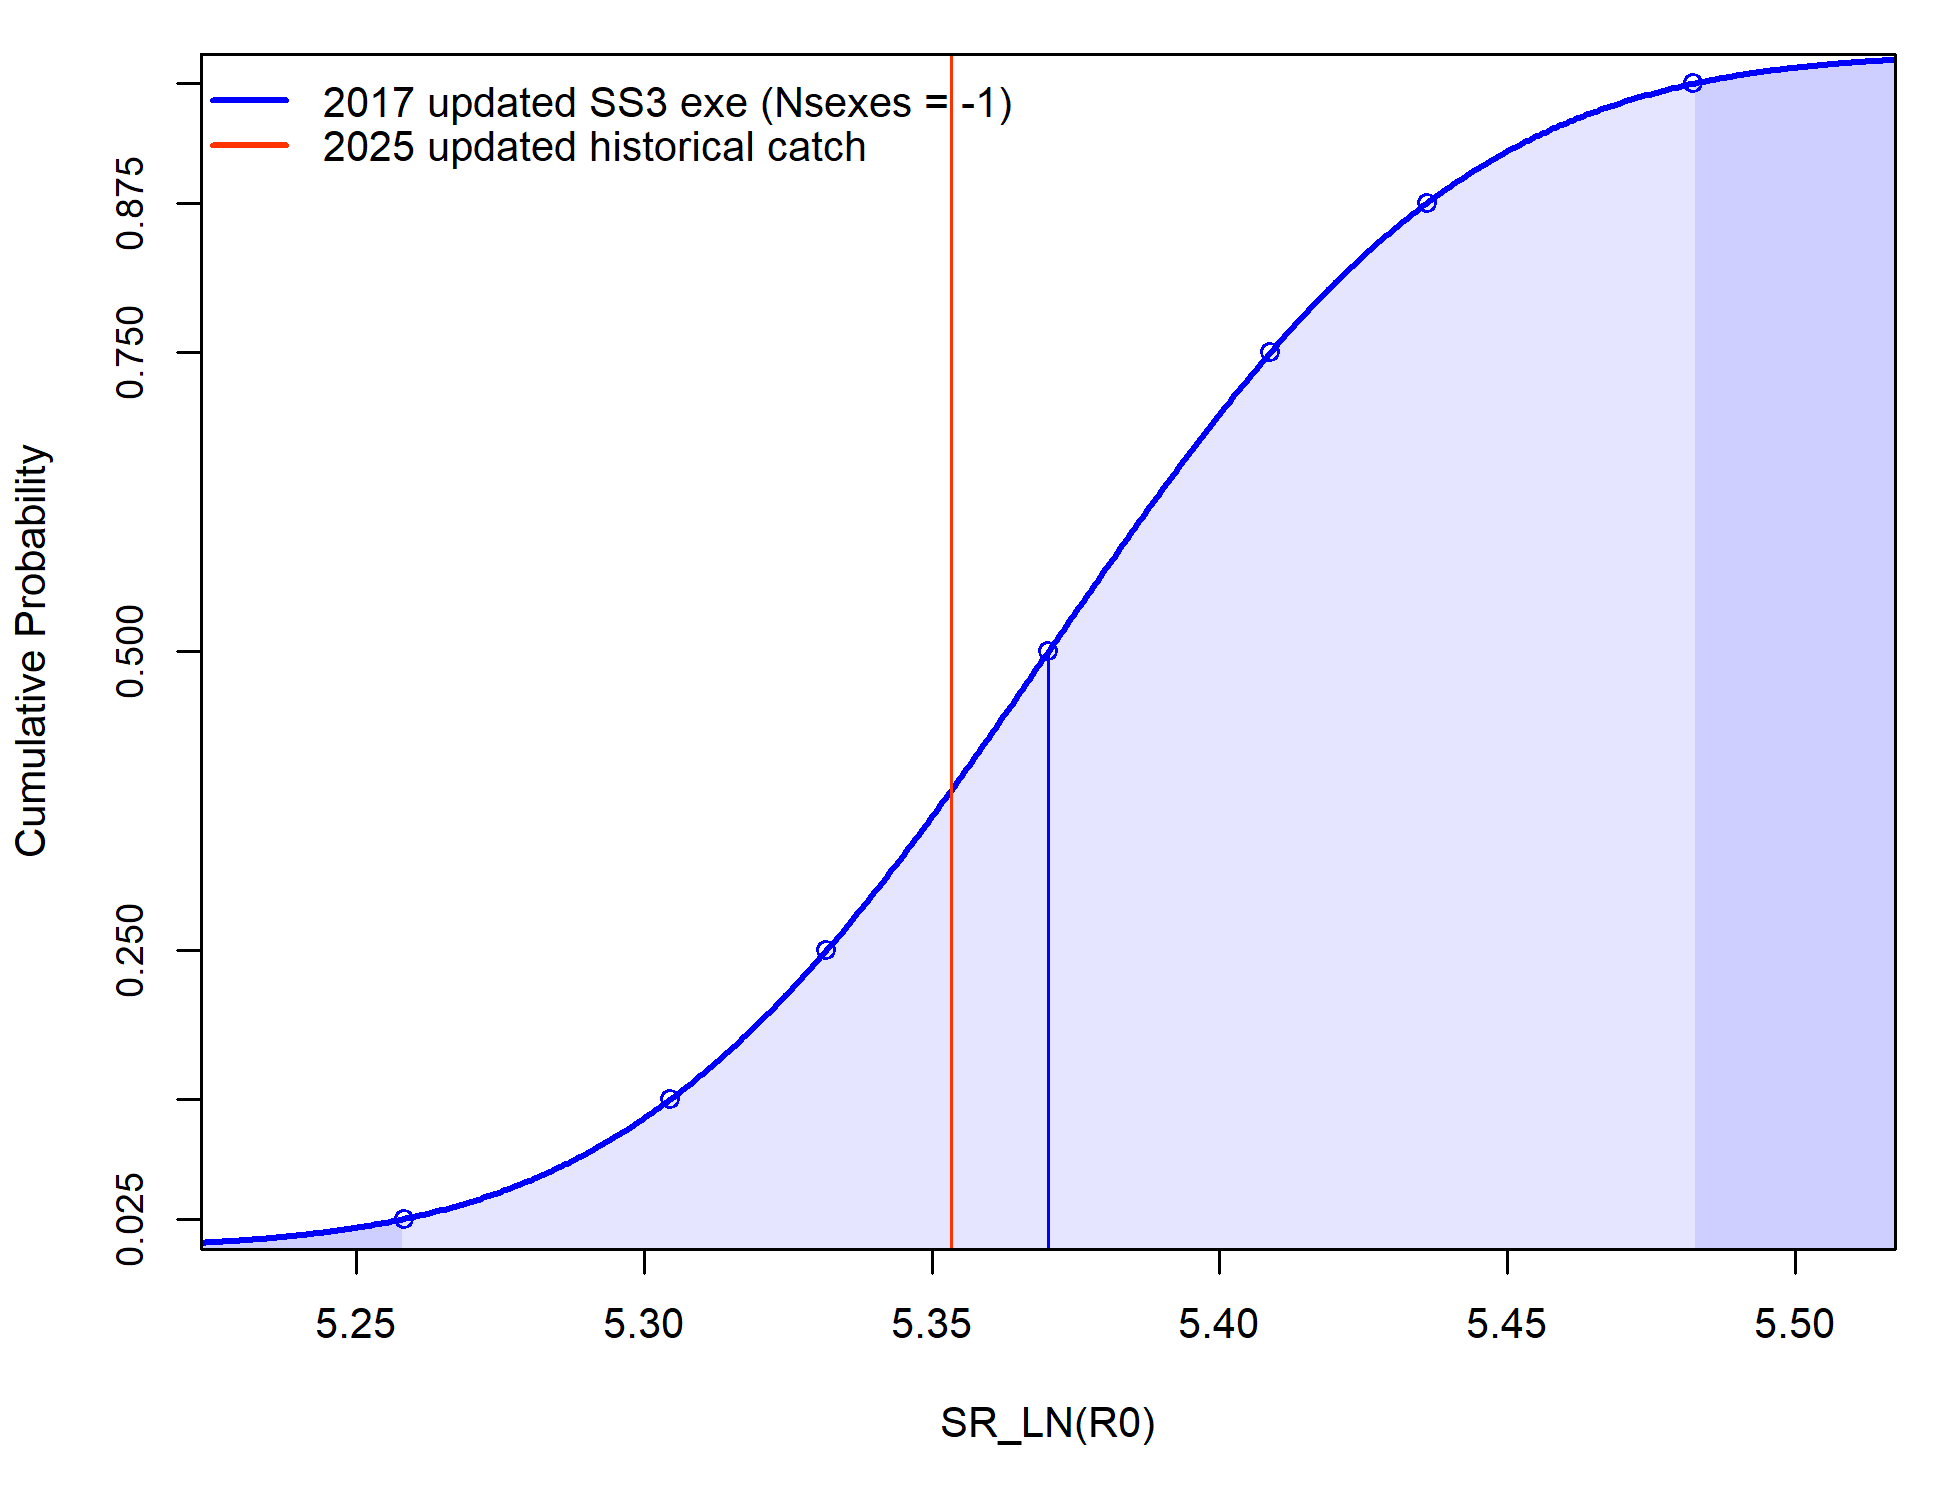 2017 updated SS3 exe (Nsexes = -1)
2025 updated historical catch
0.875
0.750
0.500
0.250
0.025
Cumulative Probability
5.25 5.30 5.35 5.40 5.45 5.50
SR_LN(R0)